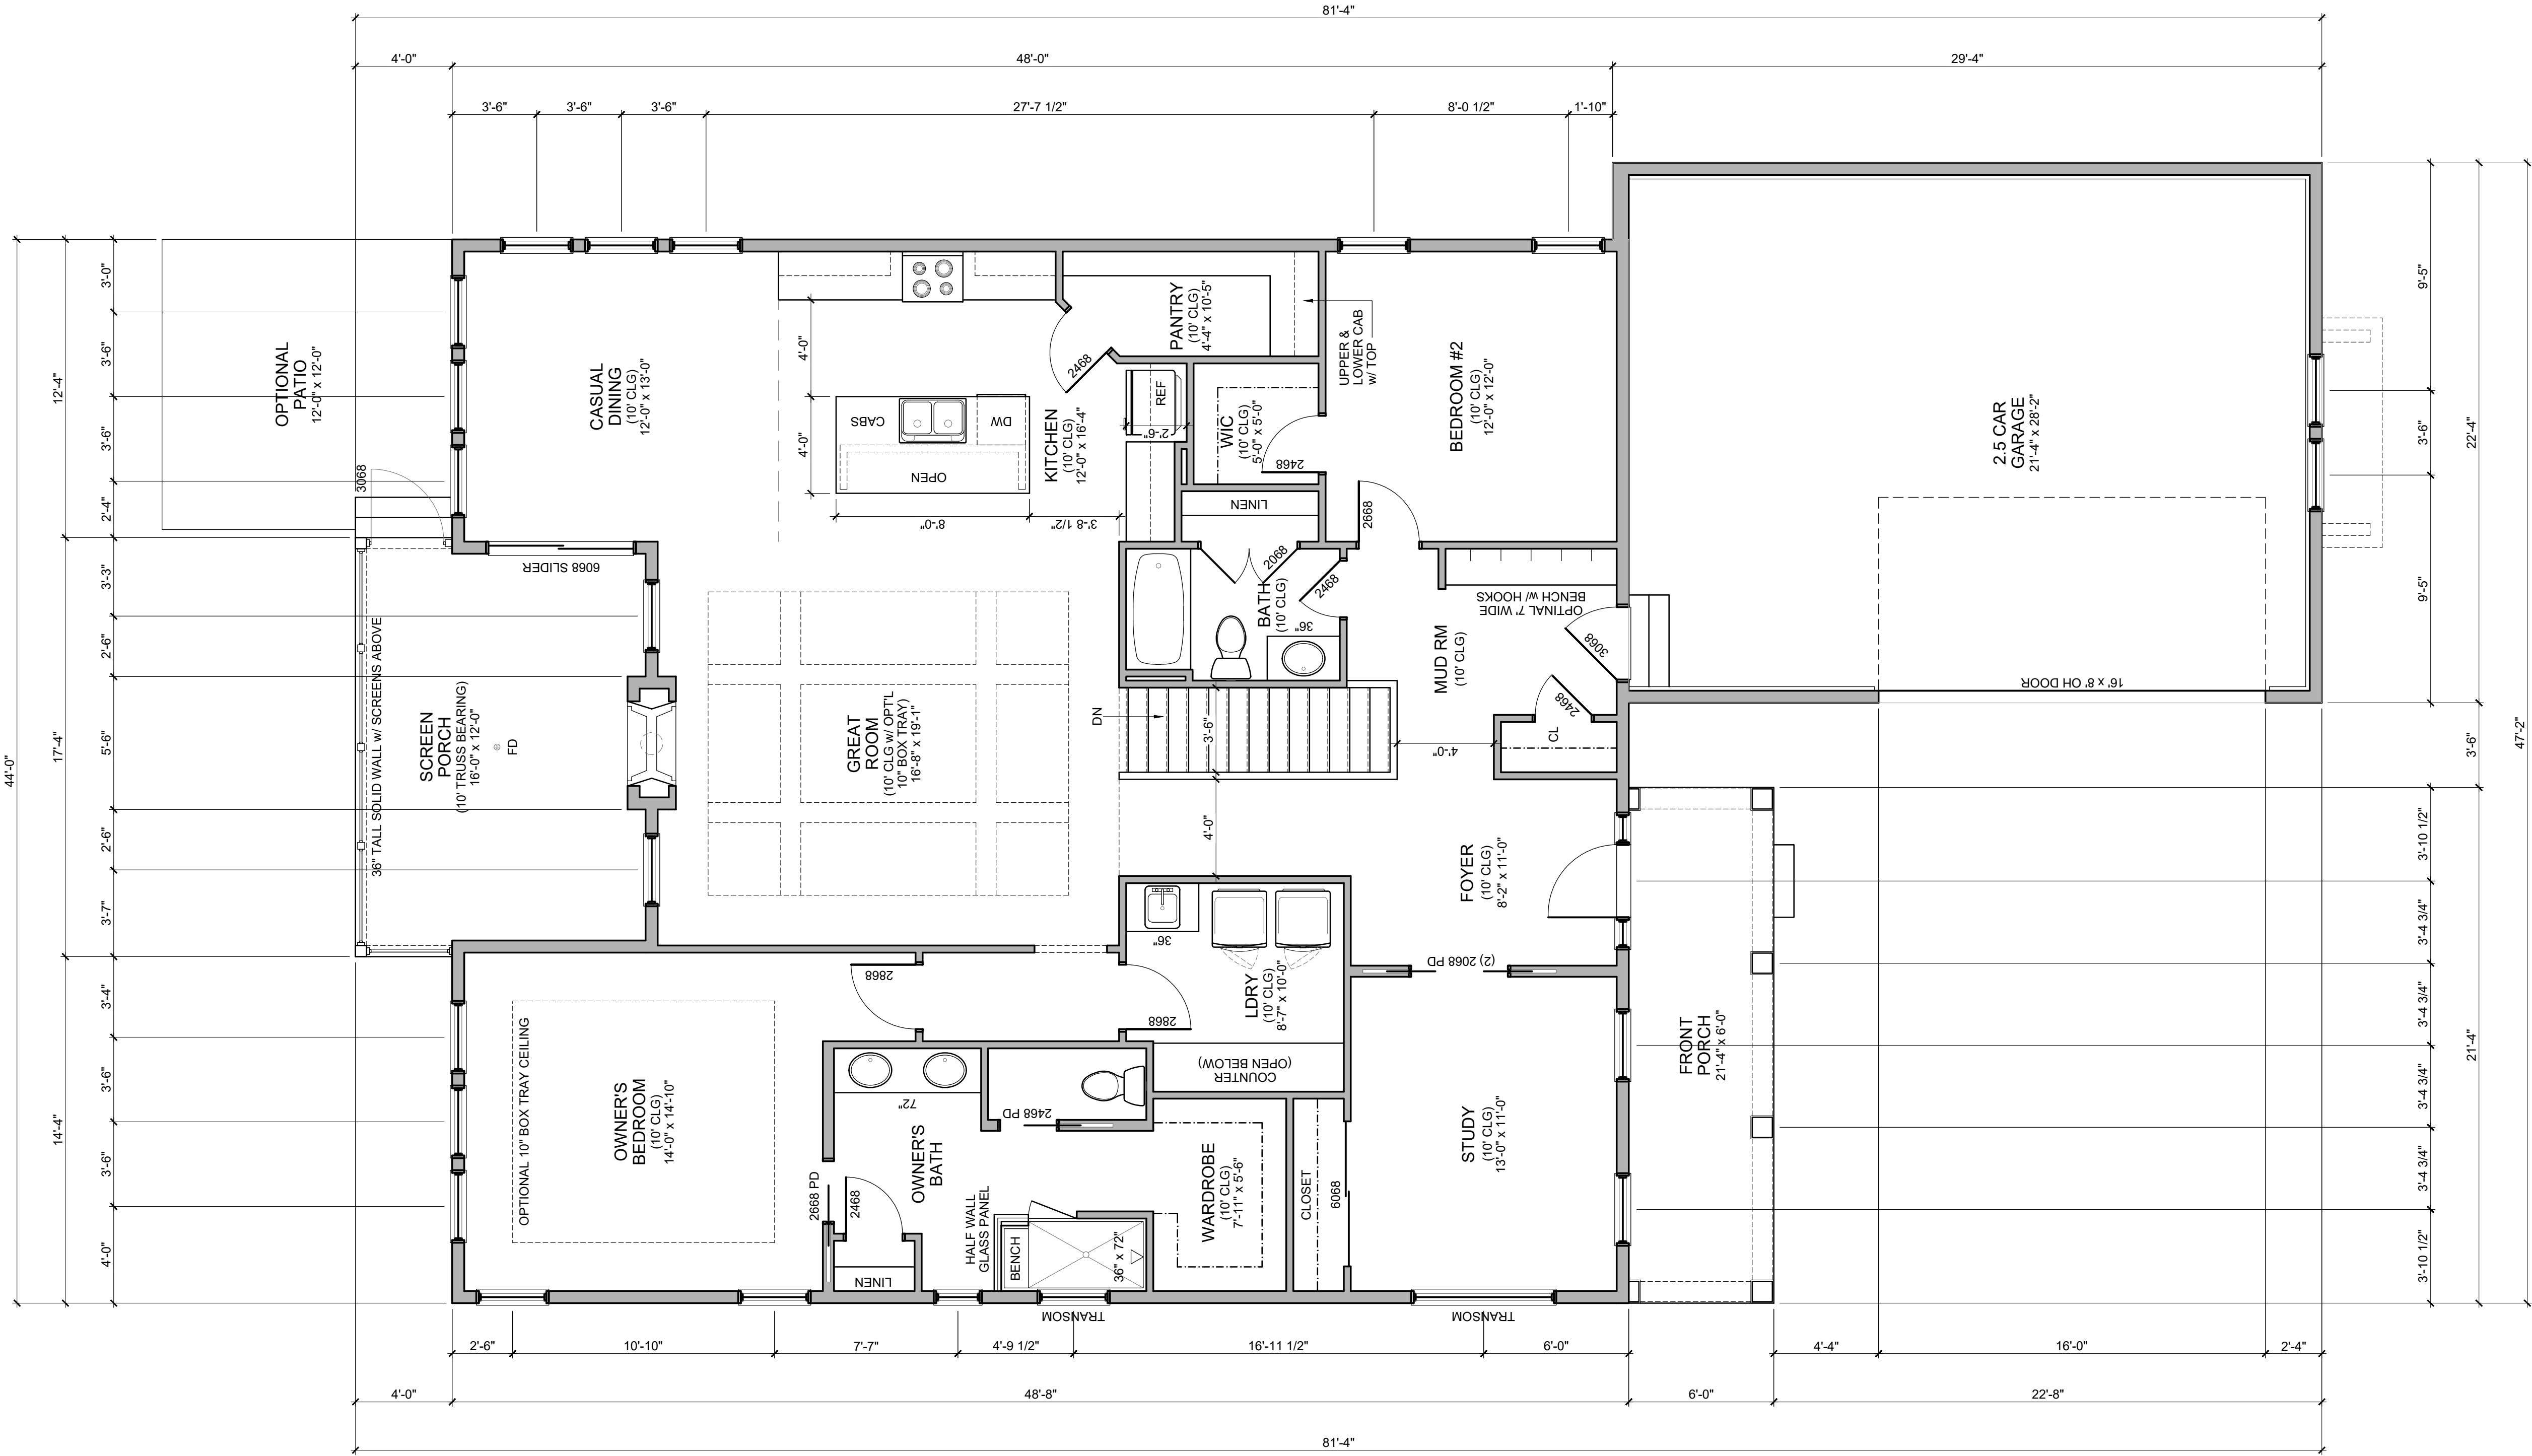 81'-4"
4'-0"
48'-0"
29'-4"
3'-6"
3'-6"
3'-6"
27'-7 1/2"
8'-0 1/2"
1'-10"
44'-0"
12'-4"
17'-4"
14'-4"
3'-0"
3'-6"
3'-6"
2'-4"
3'-3"
2'-6"
5'-6"
2'-6"
3'-7"
3'-4"
3'-6"
3'-6"
4'-0"
OPTIONAL
PATIO
12'-0" x 12'-0"
3068
CASUAL
DINING
(10' CLG)
12'-0" x 13'-0"
4'-0"
4'-0"
CABS
DW
OPEN
8'-0"
3'-8 1/2"
KITCHEN
(10' CLG)
12'-0" x 16'-4"
2468
PANTRY
(10' CLG)
4'-4" x 10'-5"
REF
2'-6"
UPPER &
LOWER CAB
w/ TOP
WIC
(10' CLG)
5'-0" x 5'-0"
2468
LINEN
BEDROOM #2
(10' CLG)
12'-0" x 12'-0"
2668
2.5 CAR
GARAGE
21'-4" x 28'-2"
16' x 8' OH DOOR
6068 SLIDER
36" TALL SOLID WALL w/ SCREENS ABOVE
SCREEN
PORCH
(10' TRUSS BEARING)
16'-0" x 12'-0"
FD
GREAT
ROOM
(10' CLG w/ OPT'L
10" BOX TRAY)
16'-8" x 19'-1"
BATH
(10' CLG)
2068
2468
36"
OPTINAL 7' WIDE
BENCH w/ HOOKS
MUD RM
(10' CLG)
3068
2468
CL
DN
3'-6"
4'-0"
4'-0"
FOYER
(10' CLG)
8'-2" x 11'-0"
36"
LDRY
(10' CLG)
8'-7" x 10'-0"
2868
2868
COUNTER
(OPEN BELOW)
(2) 2068 PD
OPTIONAL 10" BOX TRAY CEILING
OWNER'S
BEDROOM
(10' CLG)
14'-0" x 14'-10"
72"
2468 PD
OWNER'S
BATH
2668 PD
2468
LINEN
HALF WALL
GLASS PANEL
BENCH
36" x 72"
WARDROBE
(10' CLG)
7'-11" x 5'-6"
CLOSET
6068
STUDY
(10' CLG)
13'-0" x 11'-0"
FRONT
PORCH
21'-4" x 6'-0"
TRANSOM
TRANSOM
9'-5"
3'-6"
9'-5"
22'-4"
3'-6"
47'-2"
3'-10 1/2"
3'-4 3/4"
3'-4 3/4"
3'-4 3/4"
3'-4 3/4"
3'-10 1/2"
21'-4"
2'-6"
10'-10"
7'-7"
4'-9 1/2"
16'-11 1/2"
6'-0"
4'-4"
16'-0"
2'-4"
4'-0"
48'-8"
6'-0"
22'-8"
81'-4"